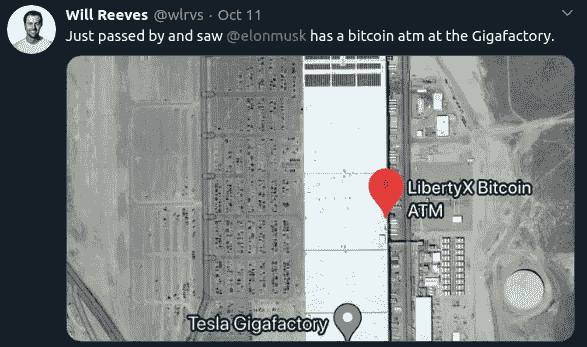 Will Reeves @wlrvs · Oct 11
Just passed by and saw @elonmusk has a bitcoin atm at the Gigafactory.
LibertyX Bitcoin
ATM
Tesla Gigafactory